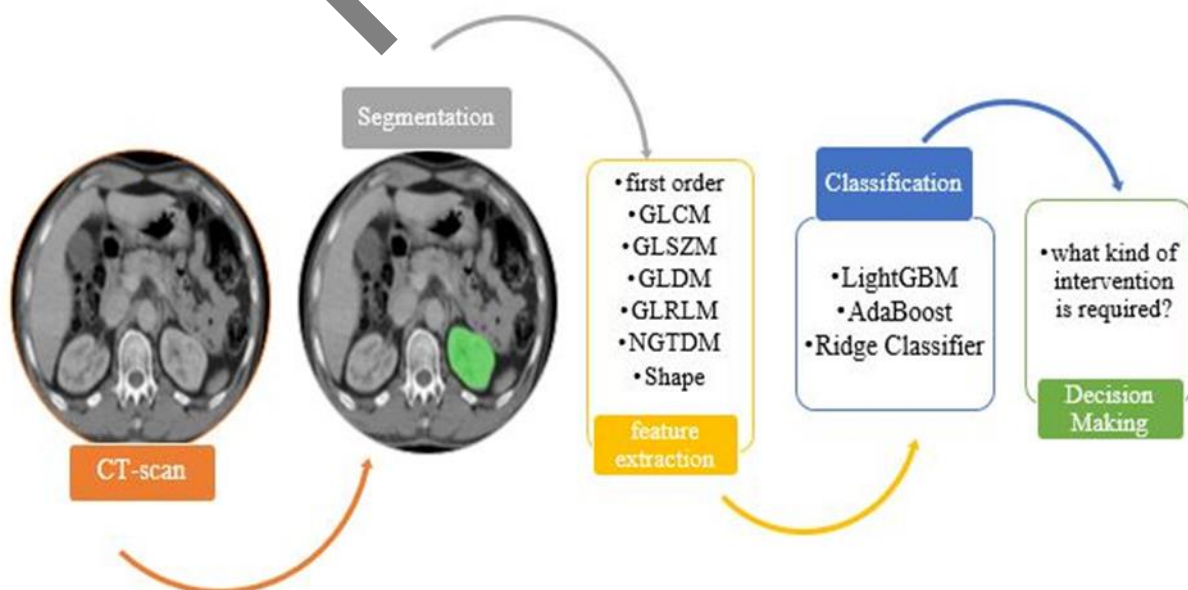 CT-scan
Segmentation
•first order
•GLCM
•GLSZM
•GLDM
•GLRLM
•NGTDM
•Shape
feature
extraction
Classification
•LightGBM
•AdaBoost
•Ridge Classifier
•what kind of
intervention
is required?
Decision
Making